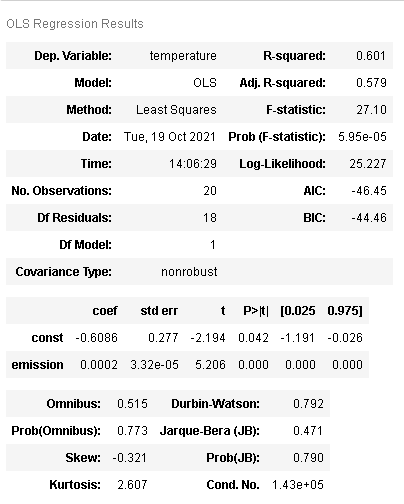 OLS Regression Results
Dep. Variable: temperature R-squared: 0.601
Model: OLS Adj. R-squared: 0.579
Method: Least Squares F-statistic: 27.10
Date: Tue, 19 Oct 2021 Prob (F-statistic): 5.95e-05
Time: 14:06:29 Log-Likelihood: 25.227
No. Observations: 20 AIC: -46.45
Df Residuals: 18 BIC: -44.46
Df Model: 1
Covariance Type: nonrobust
coef std err t P>|t| [0.025 0.975]
const -0.6086 0.277 -2.194 0.042 -1.191 -0.026
emission 0.0002 3.32e-05 5.206 0.000 0.000 0.000
Omnibus: 0.515 Durbin-Watson: 0.792
Prob(Omnibus): 0.773 Jarque-Bera (JB): 0.471
Skew: -0.321 Prob(JB): 0.790
Kurtosis: 2.607 Cond. No. 1.43e+05